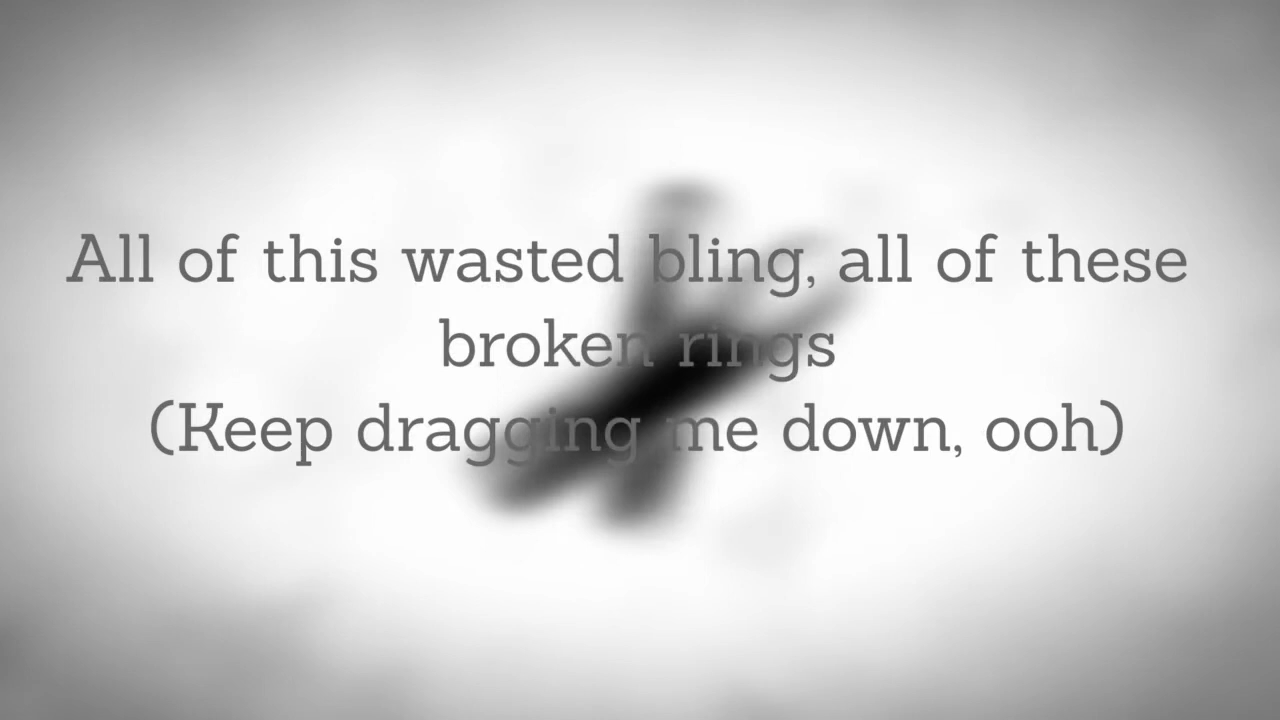 All of this wasted bling, all of these
broken rings
(Keep dragging me down, ooh)